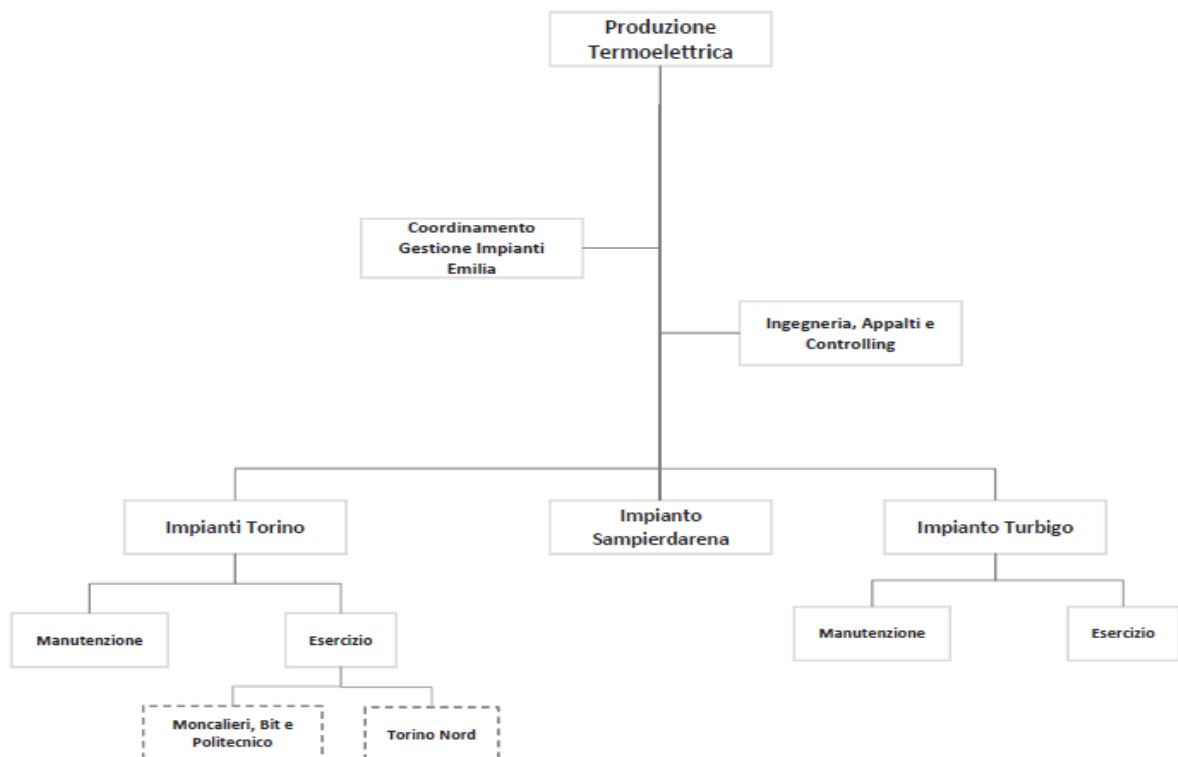 Produzione
Termoelettrica
Coordinamento
Gestione Impianti
Emilia
Ingegneria, Appalti e
Controlling
Impianti Torino
Impianto
Sampierdarena
Impianto Turbigo
Manutenzione
Esercizio
Manutenzione
Esercizio
Moncalieri, Bit e
Politecnico
Torino Nord